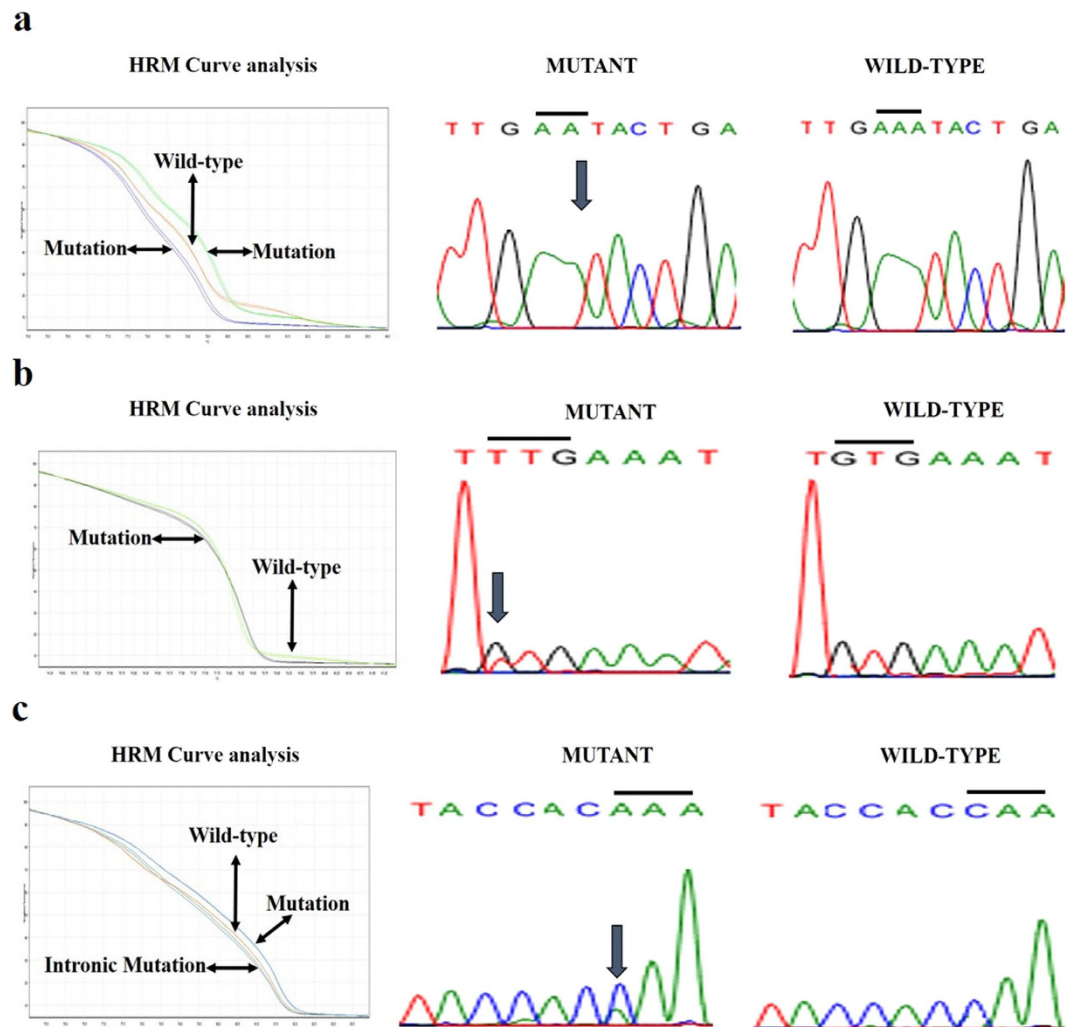 a
HRM Curve analysis
MUTANT
WILD-TYPE
Wild-type
Mutation
Mutation
T T G A A T A C T G A
T T G A A A T A C T G A
b
HRM Curve analysis
MUTANT
WILD-TYPE
Mutation
Wild-type
T T T G A A A T
T G T G A A A T
c
HRM Curve analysis
MUTANT
WILD-TYPE
Wild-type
Mutation
Intronic Mutation
T A C C A C A A A
T A C C A C C A A